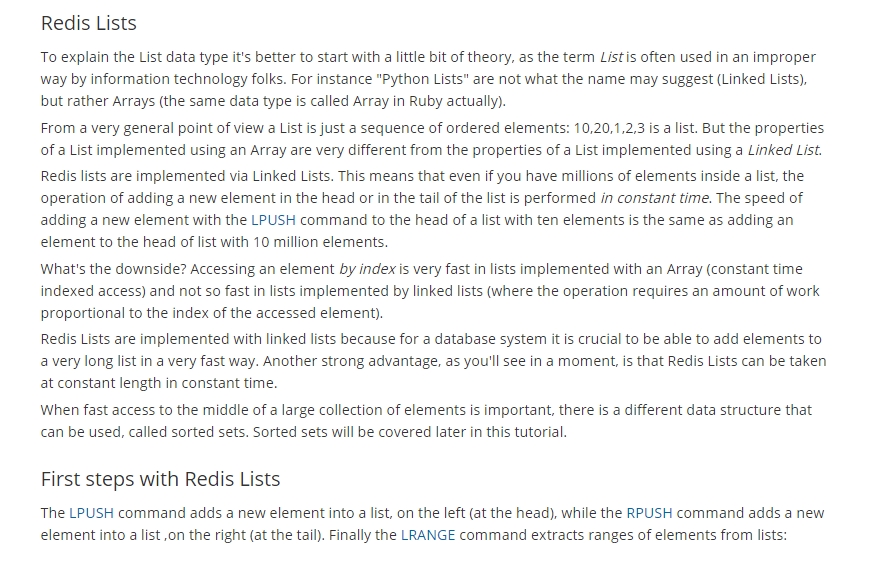 Redis Lists
To explain the List data type it's better to start with a little bit of theory, as the term List is often used in an improper
way by information technology folks. For instance "Python Lists" are not what the name may suggest (Linked Lists),
but rather Arrays (the same data type is called Array in Ruby actually).
From a very general point of view a List is just a sequence of ordered elements: 10,20,1,2,3 is a list. But the properties
of a List implemented using an Array are very different from the properties of a List implemented using a Linked List.
Redis lists are implemented via Linked Lists. This means that even if you have millions of elements inside a list, the
operation of adding a new element in the head or in the tail of the list is performed in constant time. The speed of
adding a new element with the LPUSH command to the head of a list with ten elements is the same as adding an
element to the head of list with 10 million elements.
What's the downside? Accessing an element by index is very fast in lists implemented with an Array (constant time
indexed access) and not so fast in lists implemented by linked lists (where the operation requires an amount of work
proportional to the index of the accessed element).
Redis Lists are implemented with linked lists because for a database system it is crucial to be able to add elements to
a very long list in a very fast way. Another strong advantage, as you'll see in a moment, is that Redis Lists can be taken
at constant length in constant time.
When fast access to the middle of a large collection of elements is important, there is a different data structure that
can be used, called sorted sets. Sorted sets will be covered later in this tutorial.
First steps with Redis Lists
The LPUSH command adds a new element into a list, on the left (at the head), while the RPUSH command adds a new
element into a list ,on the right (at the tail). Finally the LRANGE command extracts ranges of elements from lists: